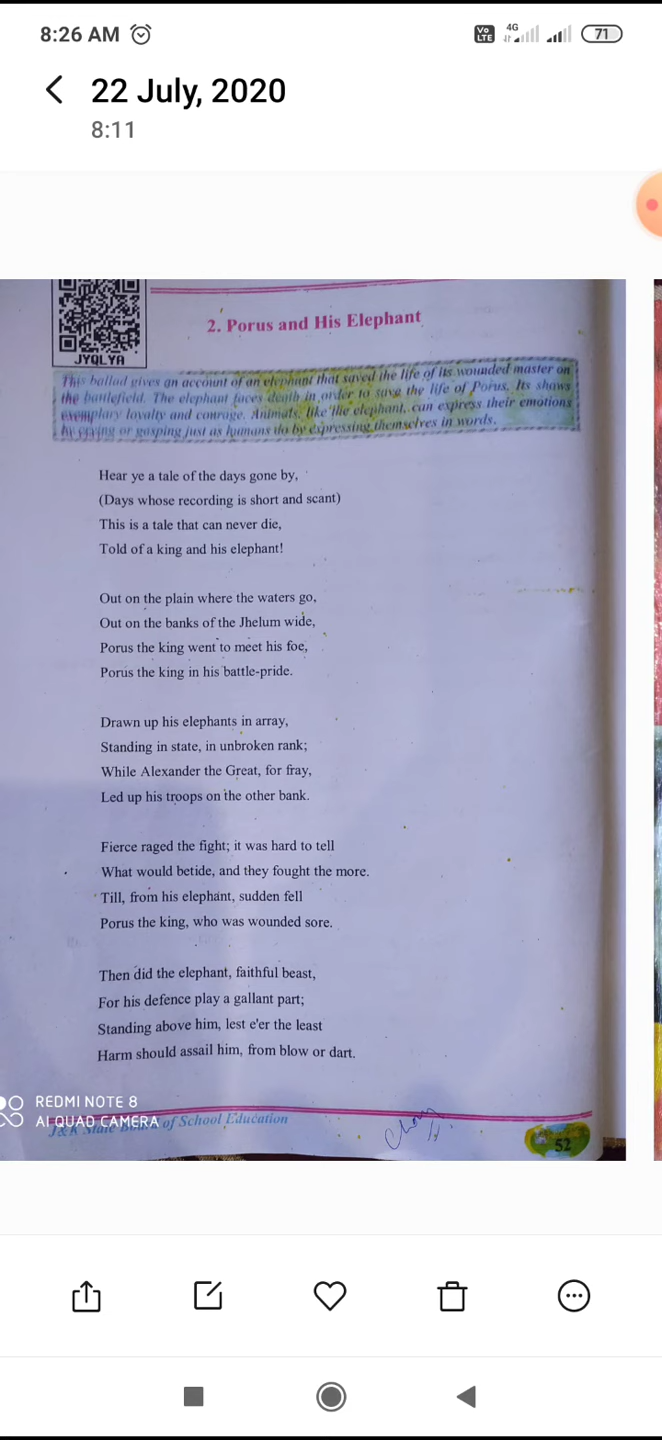 8:26 AM
Vo LTE 4G 71
22 July, 2020
8:11
JYQLYA
2. Porus and His Elephant
This ballad gives an account of an elephant that saved the life of its wounded master on
the battlefield. The elephant faces death in order to save the life of Porus. Its shows
exemplary loyalty and courage. Animals, like the elephant, can express their emotions
by crying or gasping just as humans do by expressing themselves in words.
Hear ye a tale of the days gone by,
(Days whose recording is short and scant)
This is a tale that can never die,
Told of a king and his elephant!
Out on the plain where the waters go,
Out on the banks of the Jhelum wide,
Porus the king went to meet his foe,
Porus the king in his battle-pride.
Drawn up his elephants in array,
Standing in state, in unbroken rank;
While Alexander the Great, for fray,
Led up his troops on the other bank.
Fierce raged the fight; it was hard to tell
What would betide, and they fought the more.
Till, from his elephant, sudden fell
Porus the king, who was wounded sore.
Then did the elephant, faithful beast,
For his defence play a gallant part;
Standing above him, lest e'er the least
Harm should assail him, from blow or dart.
REDMI NOTE 8
AI QUAD CAMERA
J&K State Board of School Education
52